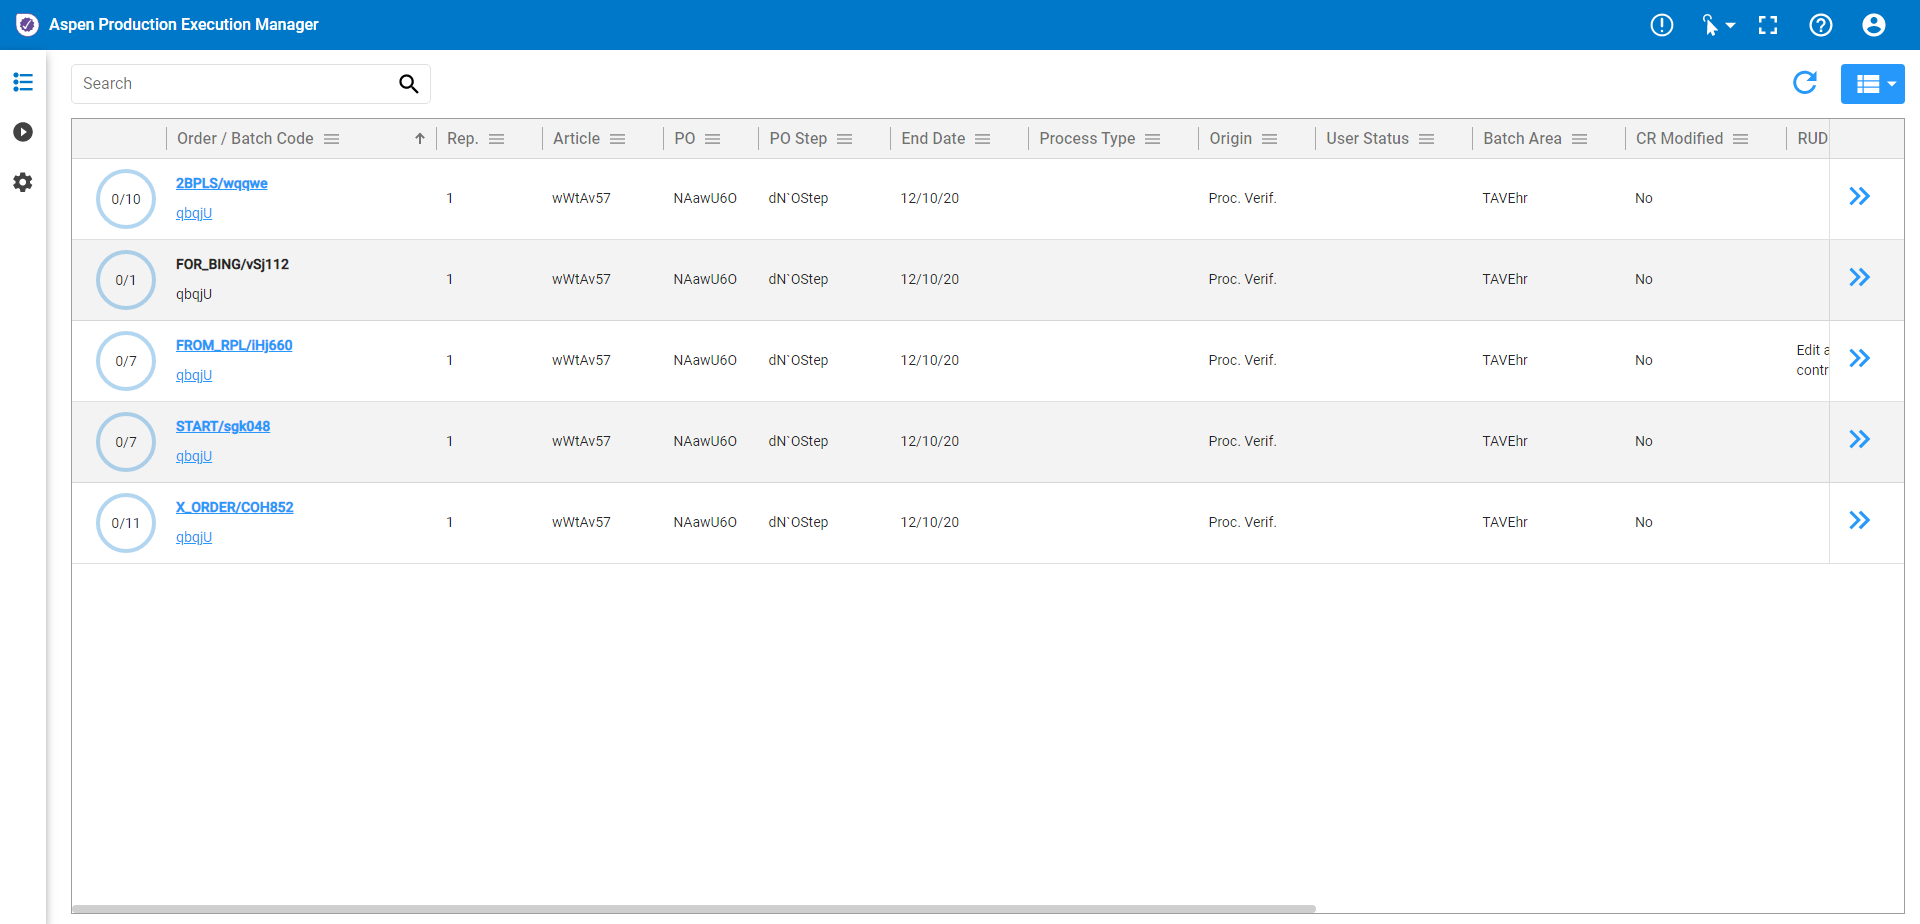 Aspen Production Execution Manager
Search
Order / Batch Code Rep. Article PO PO Step End Date Process Type Origin User Status Batch Area CR Modified RUD
0/10 2BPLS/wqqwe 1 wWtAv57 NAawU6O dN`OStep 12/10/20 Proc. Verif. TAVEhr No
qbqjU
0/1 FOR_BING/vSj112 1 wWtAv57 NAawU6O dN`OStep 12/10/20 Proc. Verif. TAVEhr No
qbqjU
0/7 FROM_RPL/iHj660 1 wWtAv57 NAawU6O dN`OStep 12/10/20 Proc. Verif. TAVEhr No Edit a
qbqjU contr
0/7 START/sgk048 1 wWtAv57 NAawU6O dN`OStep 12/10/20 Proc. Verif. TAVEhr No
qbqjU
0/11 X_ORDER/COH852 1 wWtAv57 NAawU6O dN`OStep 12/10/20 Proc. Verif. TAVEhr No
qbqjU